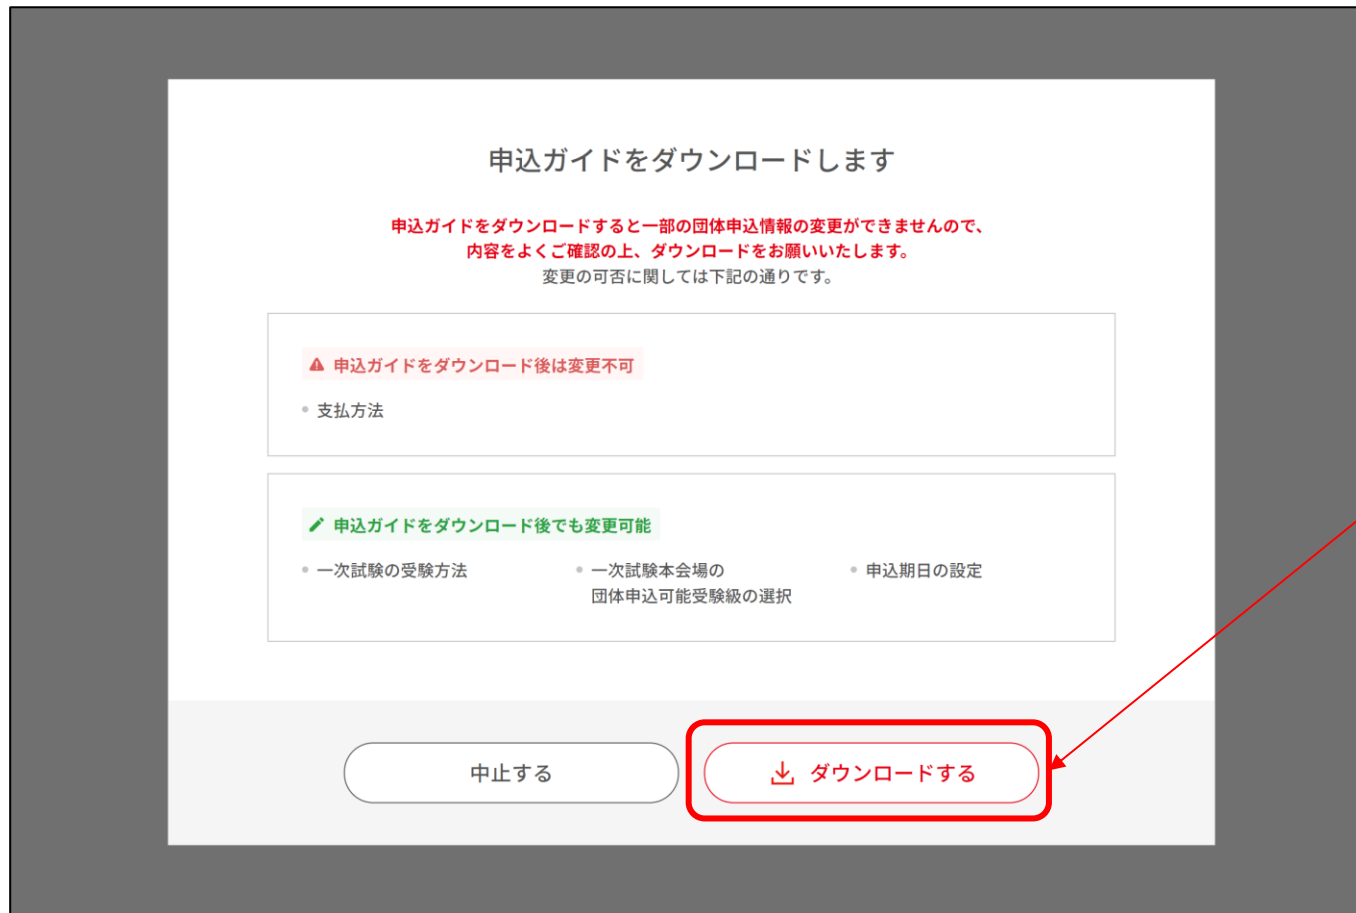 申込ガイドをダウンロードします
申込ガイドをダウンロードすると一部の団体申込情報の変更ができませんので、
内容をよくご確認の上、ダウンロードをお願いいたします。
変更の可否に関しては下記の通りです。
申込ガイドをダウンロード後は変更不可
支払方法
申込ガイドをダウンロード後でも変更可能
一次試験の受験方法
一次試験本会場の
団体申込可能受験級の選択
申込期日の設定
中止する
ダウンロードする